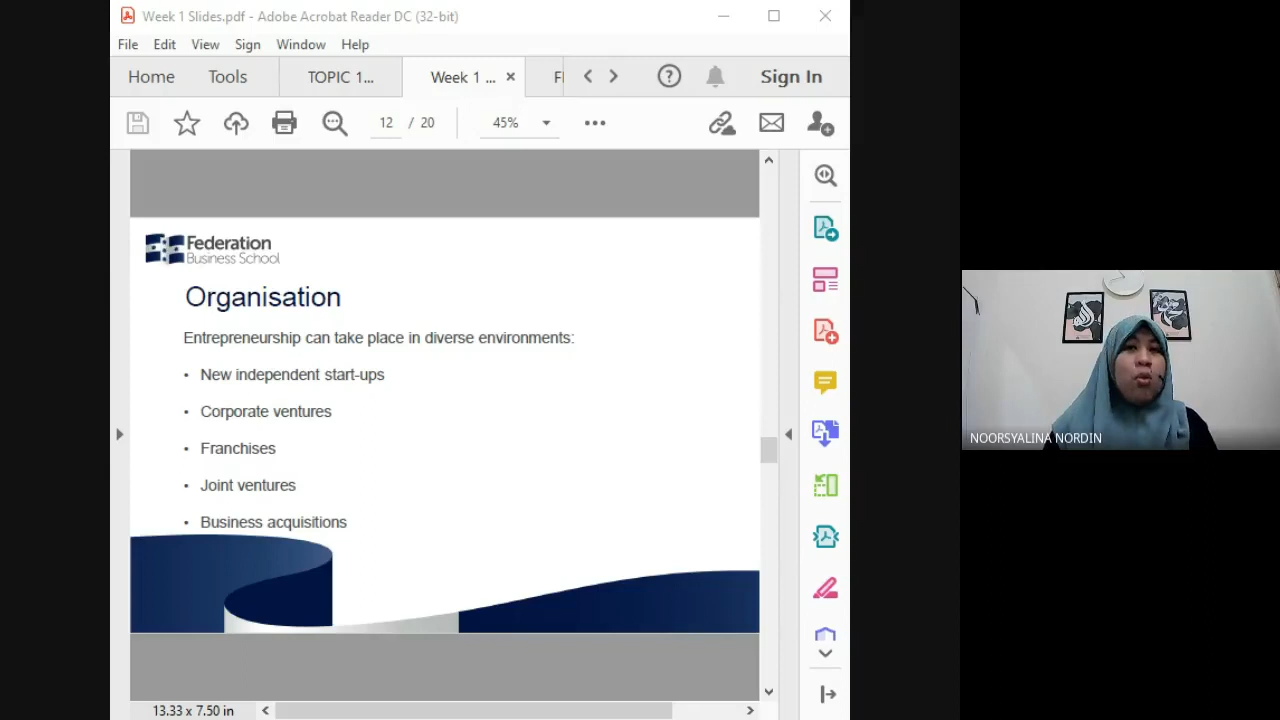 Week 1 Slides.pdf - Adobe Acrobat Reader DC (32-bit)
File Edit View Sign Window Help
Home Tools TOPIC 1... Week 1 ... Sign In
12 / 20 45%
Federation
Business School
Organisation
Entrepreneurship can take place in diverse environments:
• New independent start-ups
• Corporate ventures
• Franchises
• Joint ventures
• Business acquisitions
13.33 x 7.50 in
NOORSYALINA NORDIN